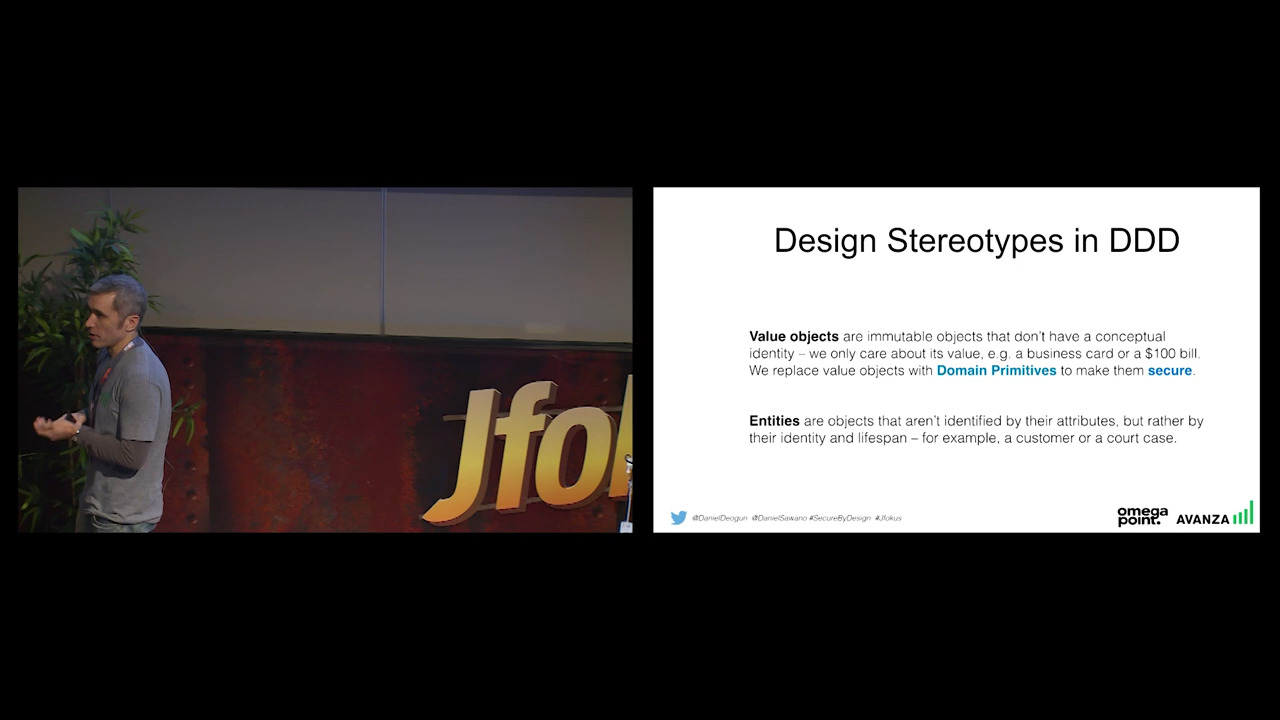 Jfo
Design Stereotypes in DDD
Value objects are immutable objects that don't have a conceptual
identity – we only care about its value, e.g. a business card or a $100 bill.
We replace value objects with Domain Primitives to make them secure.
Entities are objects that aren't identified by their attributes, but rather by
their identity and lifespan – for example, a customer or a court case.
@DanielDeogun @DanielSawano #SecureByDesign #Jfokus
omega
point.
AVANZA